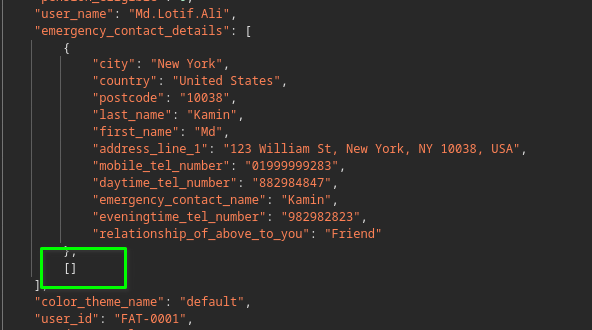 "user_name": "Md.Lotif.Ali",
"emergency_contact_details": [
{
"city": "New York",
"country": "United States",
"postcode": "10038",
"last_name": "Kamin",
"first_name": "Md",
"address_line_1": "123 William St, New York, NY 10038, USA",
"mobile_tel_number": "01999999283",
"daytime_tel_number": "882984847",
"emergency_contact_name": "Kamin",
"eveningtime_tel_number": "982982823",
"relationship_of_above_to_you": "Friend"
},
[]
],
"color_theme_name": "default",
"user_id": "FAT-0001",